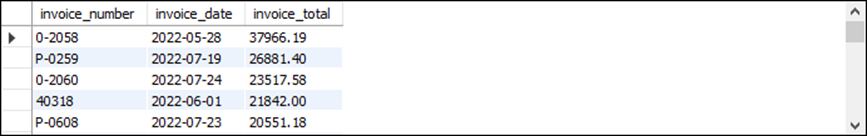 invoice_number invoice_date invoice_total
0-2058 2022-05-28 37966.19
P-0259 2022-07-19 26881.40
0-2060 2022-07-24 23517.58
40318 2022-06-01 21842.00
P-0608 2022-07-23 20551.18